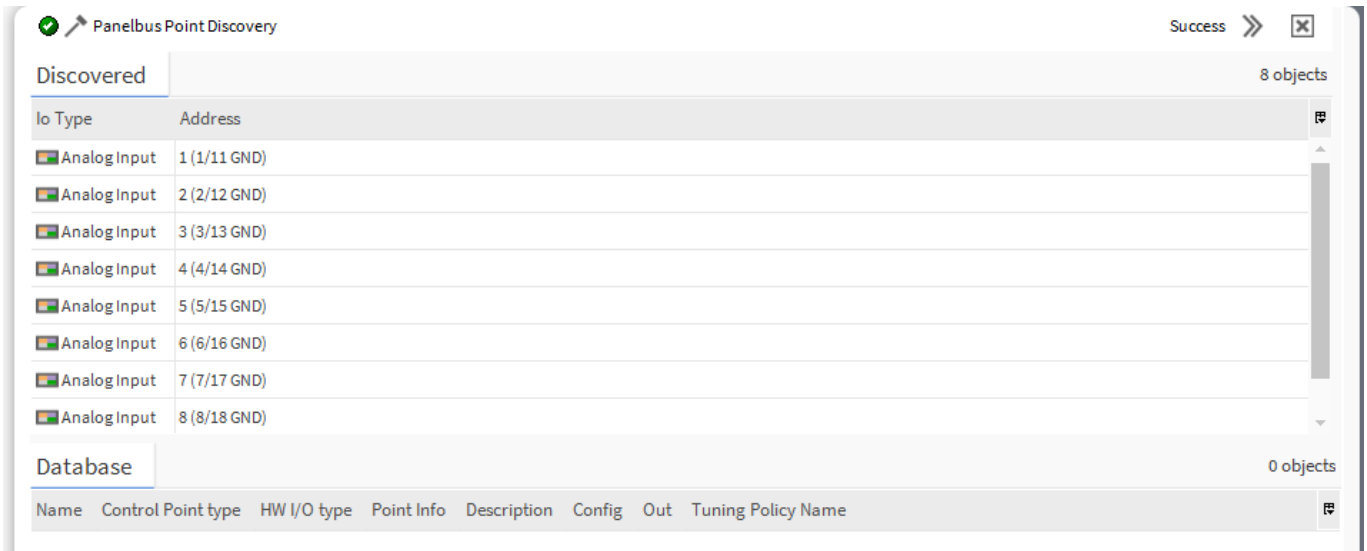 Panelbus Point Discovery Success
Discovered 8 objects
Io Type Address
Analog Input 1 (1/11 GND)
Analog Input 2 (2/12 GND)
Analog Input 3 (3/13 GND)
Analog Input 4 (4/14 GND)
Analog Input 5 (5/15 GND)
Analog Input 6 (6/16 GND)
Analog Input 7 (7/17 GND)
Analog Input 8 (8/18 GND)
Database 0 objects
Name Control Point type HW I/O type Point Info Description Config Out Tuning Policy Name